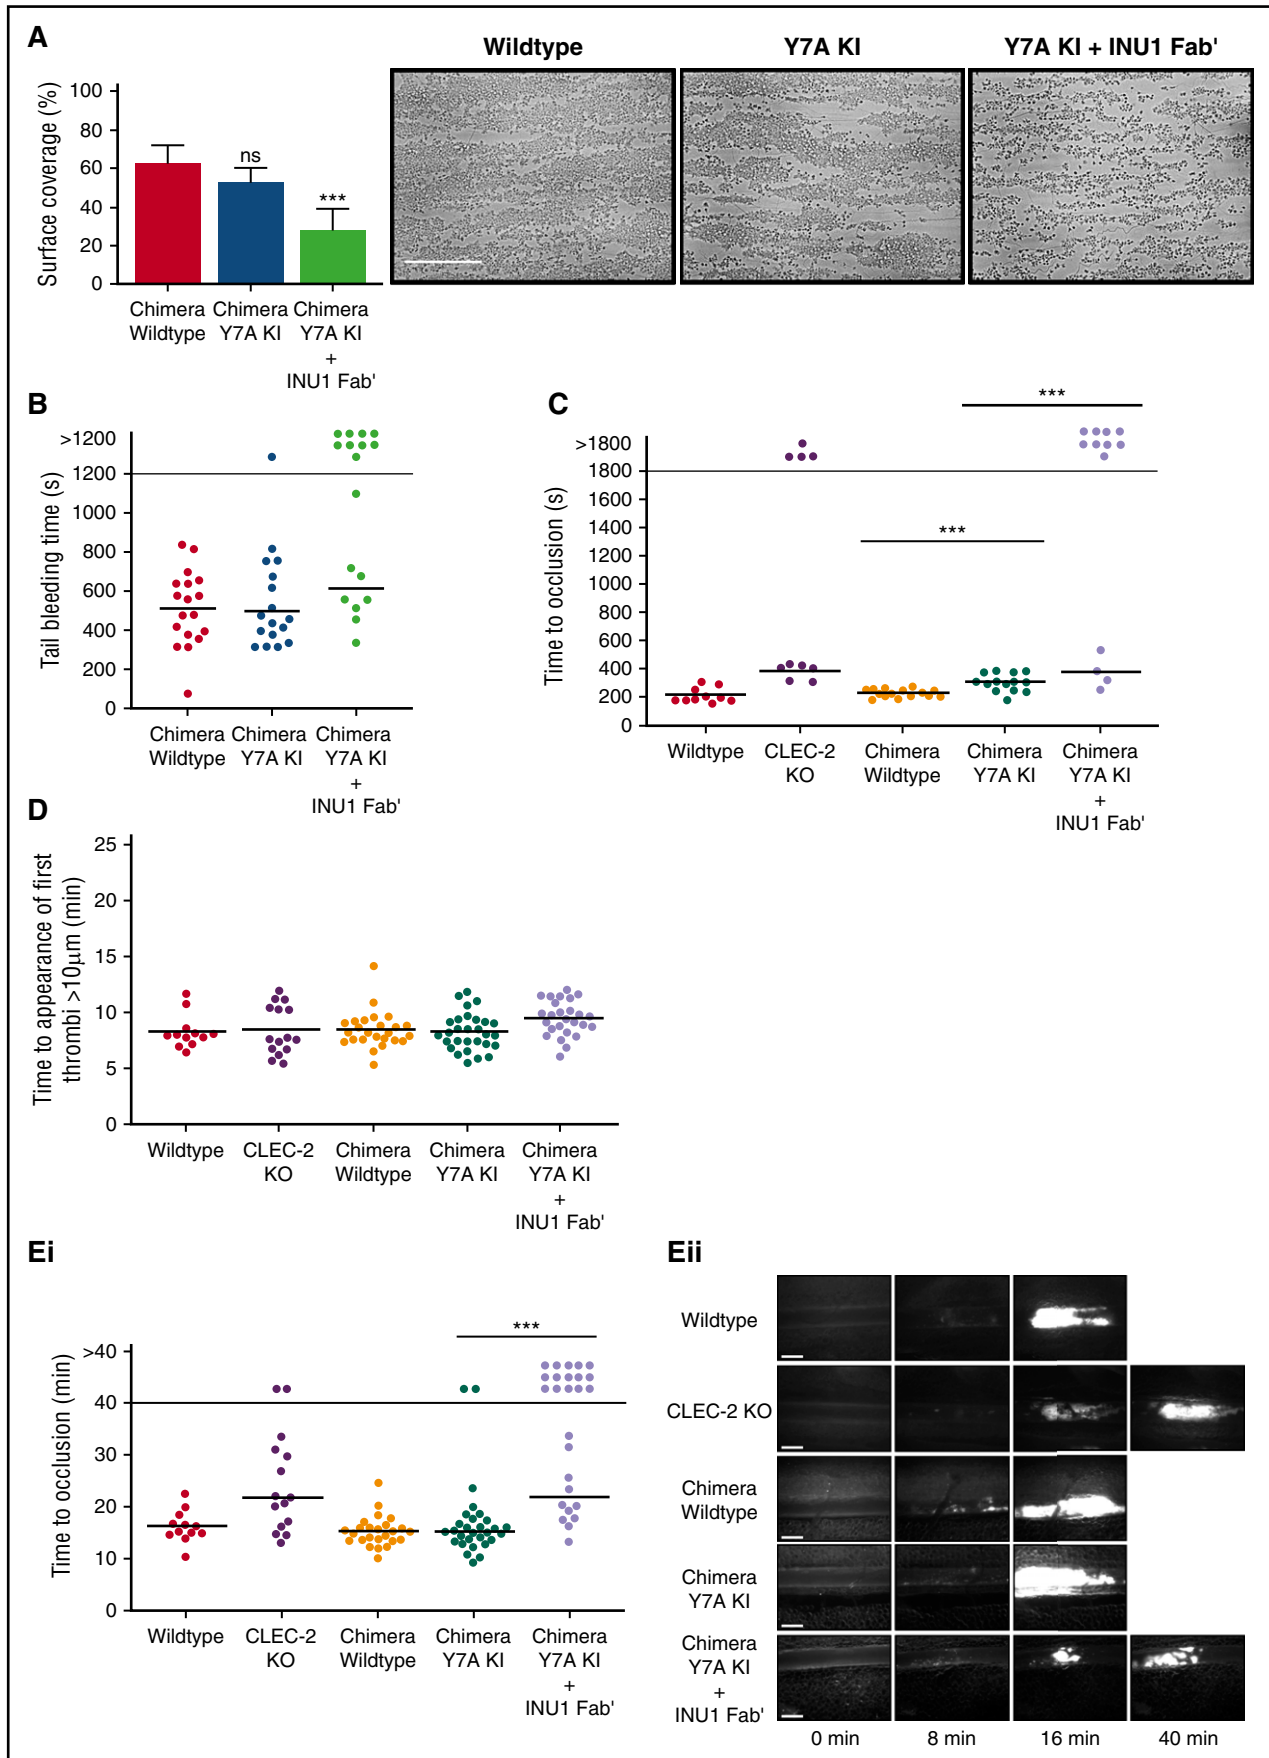 A
Wildtype
Y7A KI
Y7A KI + INU1 Fab'
Surface coverage (%)
100
80
60
40
20
0
ns
***
Chimera Wildtype
Chimera Y7A KI
Chimera Y7A KI + INU1 Fab'
B
Tail bleeding time (s)
>1200
1200
1000
800
600
400
200
0
Chimera Wildtype
Chimera Y7A KI
Chimera Y7A KI + INU1 Fab'
C
Time to occlusion (s)
>1800
1800
1600
1400
1200
1000
800
600
400
200
0
***
***
Wildtype
CLEC-2 KO
Chimera Wildtype
Chimera Y7A KI
Chimera Y7A KI + INU1 Fab'
D
Time to appearance of first
thrombi >10µm (min)
25
20
15
10
5
0
Wildtype
CLEC-2 KO
Chimera Wildtype
Chimera Y7A KI
Chimera Y7A KI + INU1 Fab'
Ei
Time to occlusion (min)
>40
40
30
20
10
0
***
Wildtype
CLEC-2 KO
Chimera Wildtype
Chimera Y7A KI
Chimera Y7A KI + INU1 Fab'
Eii
Wildtype
CLEC-2 KO
Chimera Wildtype
Chimera Y7A KI
Chimera Y7A KI + INU1 Fab'
0 min
8 min
16 min
40 min